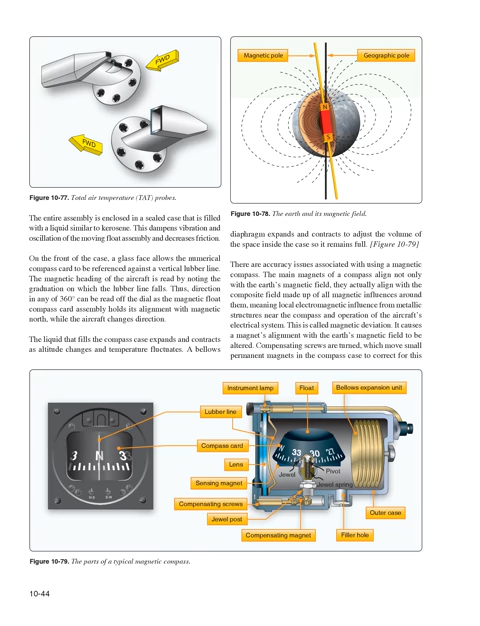 FWD
FWD
Figure 10-77. Total air temperature (TAT) probes.
The entire assembly is enclosed in a sealed case that is filled
with a liquid similar to kerosene. This dampens vibration and
oscillation of the moving float assembly and decreases friction.
On the front of the case, a glass face allows the numerical
compass card to be referenced against a vertical lubber line.
The magnetic heading of the aircraft is read by noting the
graduation on which the lubber line falls. Thus, direction
in any of 360° can be read off the dial as the magnetic float
compass card assembly holds its alignment with magnetic
north, while the aircraft changes direction.
The liquid that fills the compass case expands and contracts
as altitude changes and temperature fluctuates. A bellows
Magnetic pole
Geographic pole
N
S
Figure 10-78. The earth and its magnetic field.
diaphragm expands and contracts to adjust the volume of
the space inside the case so it remains full. [Figure 10-79]
There are accuracy issues associated with using a magnetic
compass. The main magnets of a compass align not only
with the earth's magnetic field, they actually align with the
composite field made up of all magnetic influences around
them, meaning local electromagnetic influence from metallic
structures near the compass and operation of the aircraft's
electrical system. This is called magnetic deviation. It causes
a magnet's alignment with the earth's magnetic field to be
altered. Compensating screws are turned, which move small
permanent magnets in the compass case to correct for this
Instrument lamp
Float
Bellows expansion unit
Lubber line
Compass card
Lens
Sensing magnet
Compensating screws
Jewel post
Compensating magnet
Filler hole
Outer case
Jewel
Pivot
Jewel spring
3 N 3
N 33 30 27
Figure 10-79. The parts of a typical magnetic compass.
10-44